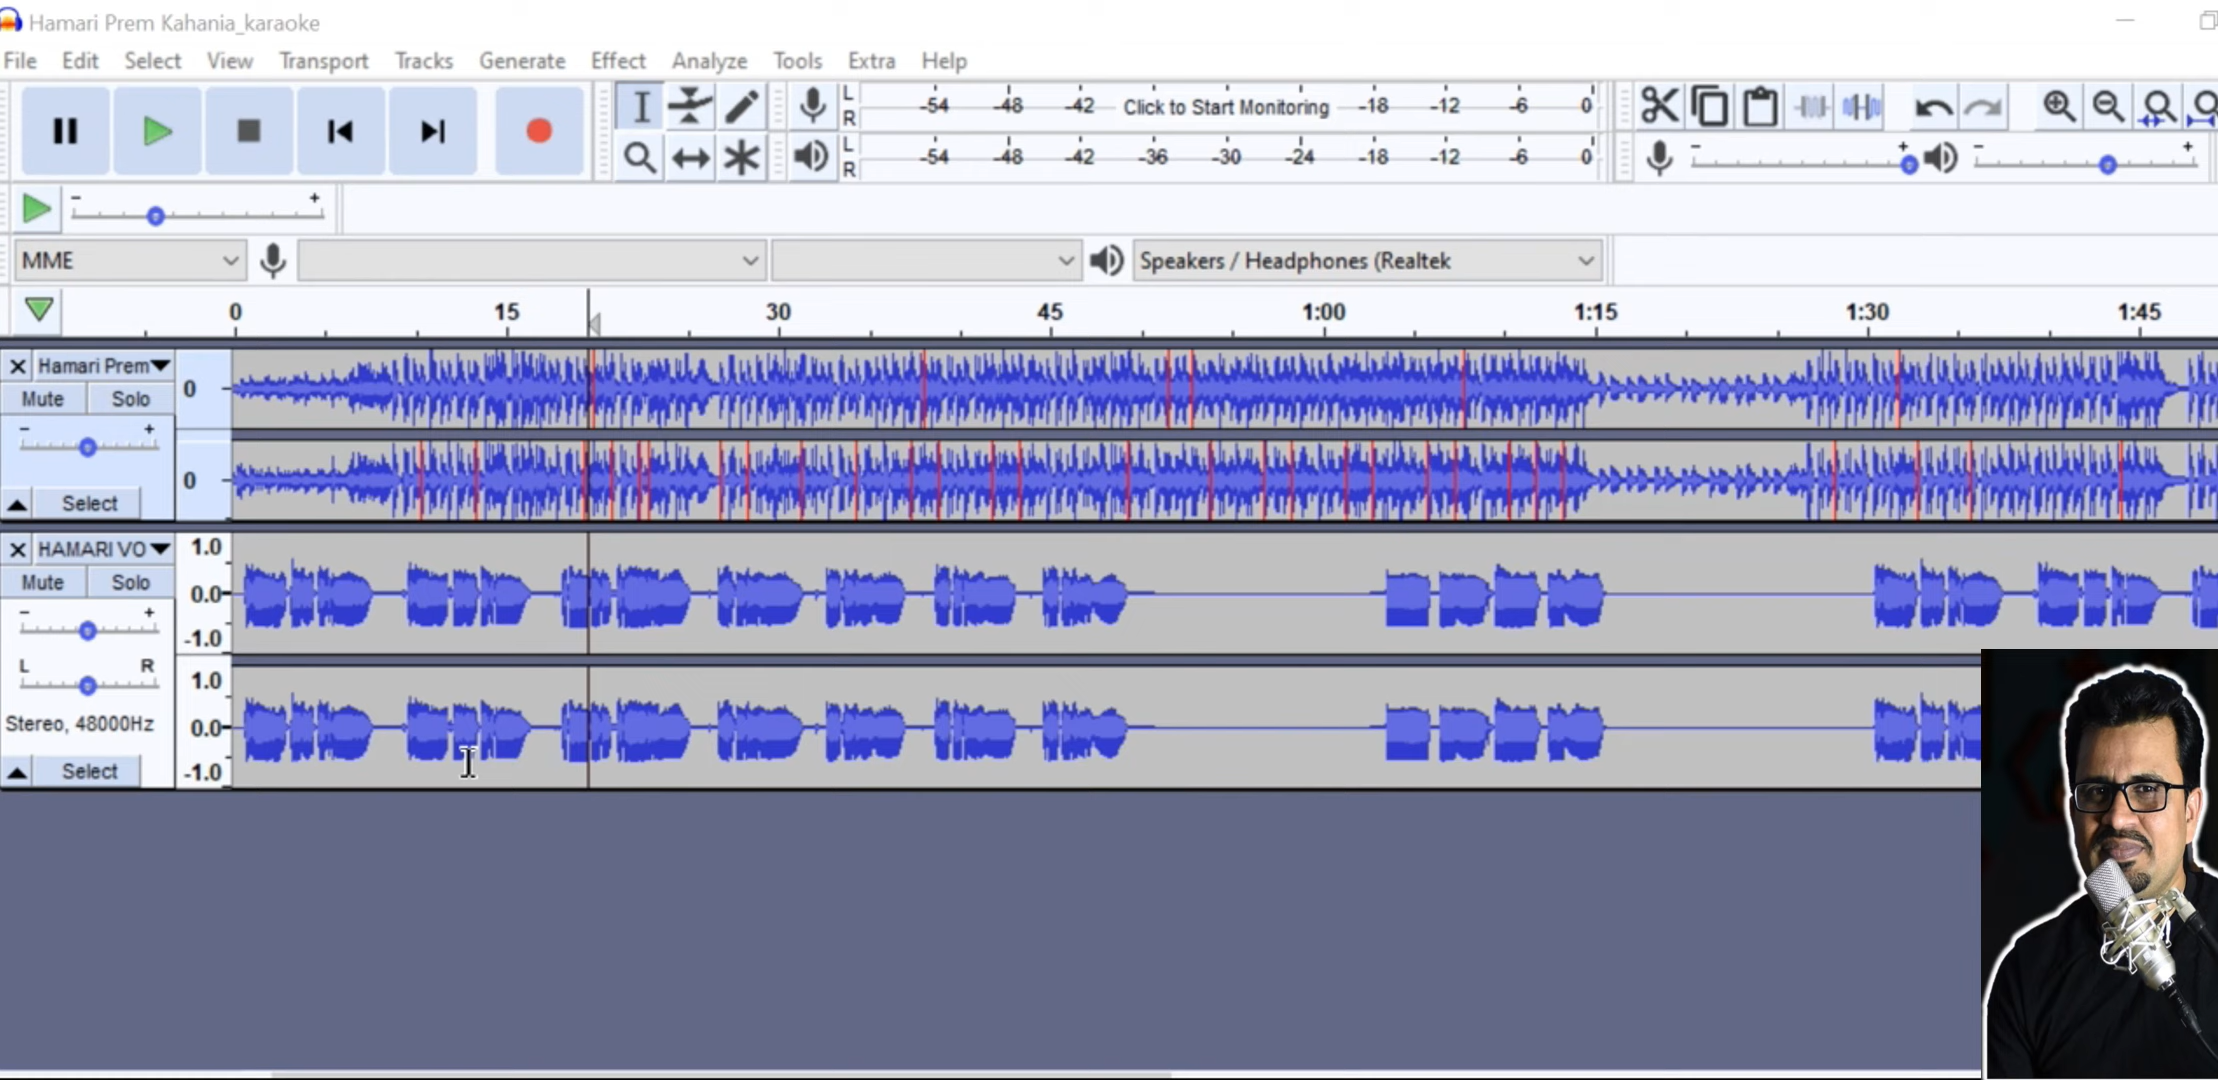 Hamari Prem Kahania_karaoke
File Edit Select View Transport Tracks Generate Effect Analyze Tools Extra Help
L R -54 -48 -42 Click to Start Monitoring -18 -12 -6 0
L R -54 -48 -42 -36 -30 -24 -18 -12 -6 0
- + - +
- +
MME Speakers / Headphones (Realtek
0 15 30 45 1:00 1:15 1:30 1:45
Hamari Prem
Mute Solo 0
- +
0
Select
HAMARI VO 1.0
Mute Solo 0.0
- + -1.0
L R 1.0
Stereo, 48000Hz 0.0
Select -1.0